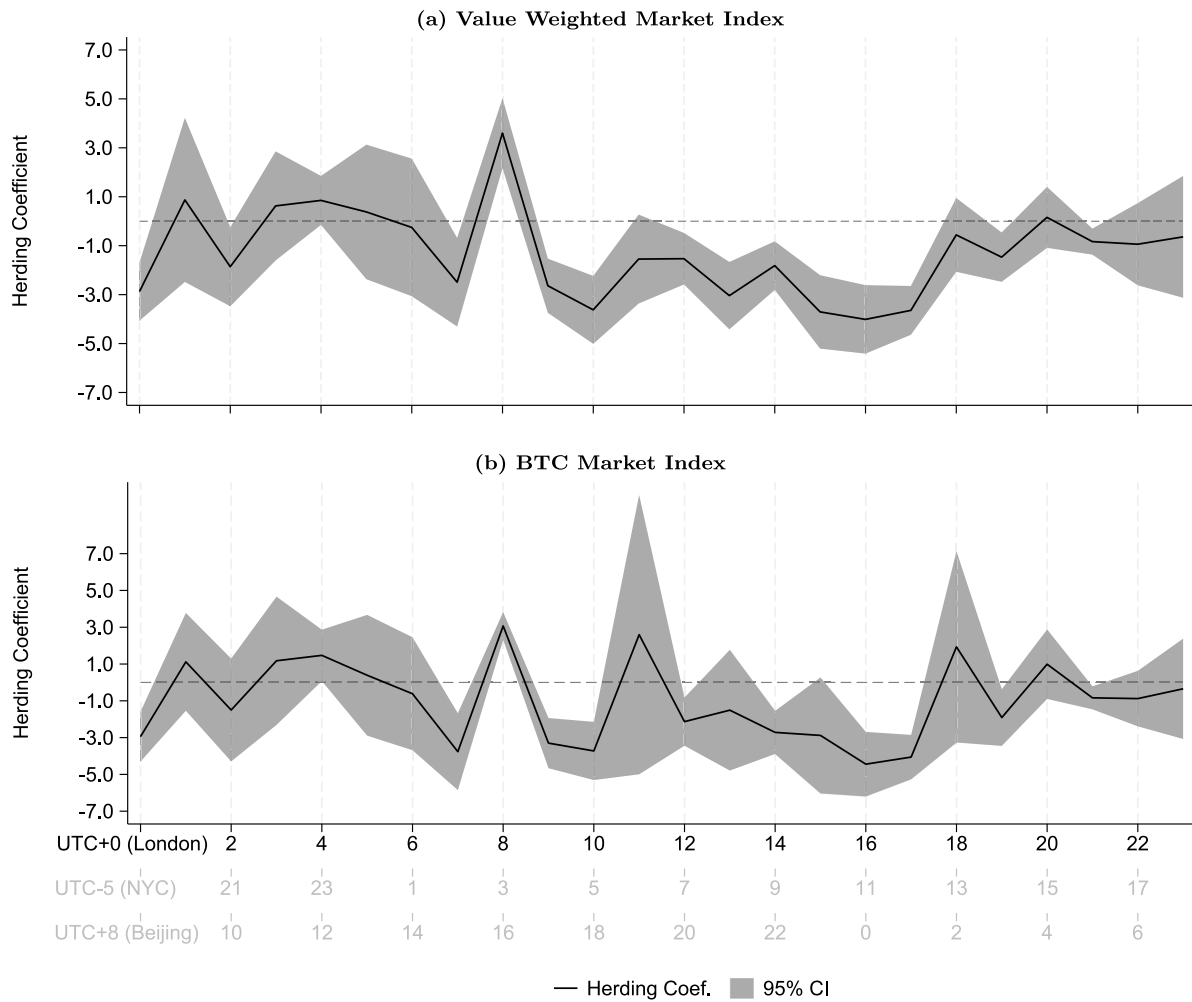 (a) Value Weighted Market Index
Herding Coefficient
7.0
5.0
3.0
1.0
-1.0
-3.0
-5.0
-7.0
(b) BTC Market Index
Herding Coefficient
7.0
5.0
3.0
1.0
-1.0
-3.0
-5.0
-7.0
UTC+0 (London) 2 4 6 8 10 12 14 16 18 20 22
UTC-5 (NYC) 21 23 1 3 5 7 9 11 13 15 17
UTC+8 (Beijing) 10 12 14 16 18 20 22 0 2 4 6
Herding Coef. 95% CI